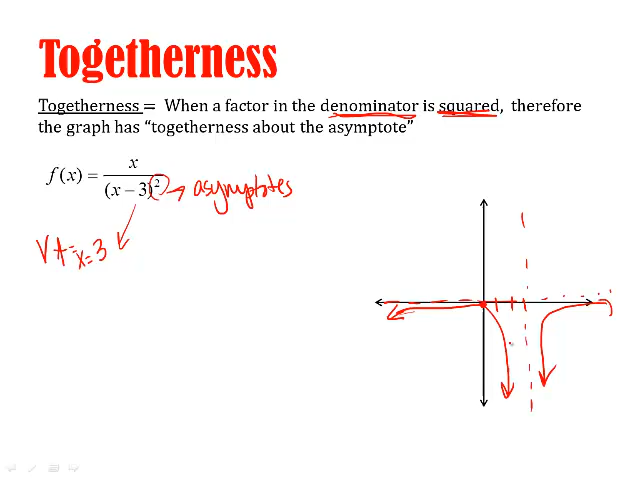 Togetherness
Togetherness = When a factor in the denominator is squared, therefore
the graph has “togetherness about the asymptote”
f(x) = x / (x − 3)² → asymptotes
VA = x = 3